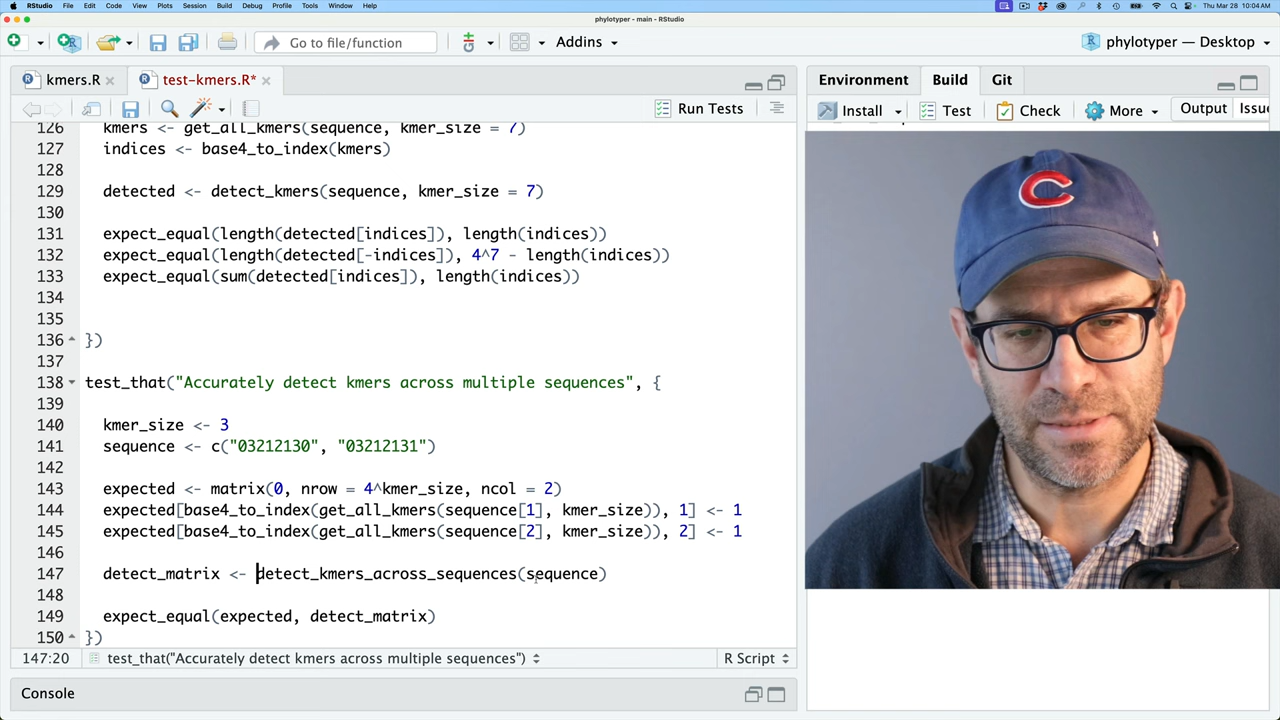 RStudio File Edit Code View Plots Session Build Debug Profile Tools Window Help Thu Mar 28 10:04 AM
phylotyper - main - RStudio
Go to file/function Addins phylotyper — Desktop
kmers.R test-kmers.R* Environment Build Git
Run Tests Install Test Check More Output Issue
126 kmers <- get_all_kmers(sequence, kmer_size = 7)
127 indices <- base4_to_index(kmers)
128
129 detected <- detect_kmers(sequence, kmer_size = 7)
130
131 expect_equal(length(detected[indices]), length(indices))
132 expect_equal(length(detected[-indices]), 4^7 - length(indices))
133 expect_equal(sum(detected[indices]), length(indices))
134
135
136 })
137
138 test_that("Accurately detect kmers across multiple sequences", {
139
140 kmer_size <- 3
141 sequence <- c("03212130", "03212131")
142
143 expected <- matrix(0, nrow = 4^kmer_size, ncol = 2)
144 expected[base4_to_index(get_all_kmers(sequence[1], kmer_size)), 1] <- 1
145 expected[base4_to_index(get_all_kmers(sequence[2], kmer_size)), 2] <- 1
146
147 detect_matrix <- detect_kmers_across_sequences(sequence)
148
149 expect_equal(expected, detect_matrix)
150 })
147:20 test_that("Accurately detect kmers across multiple sequences") R Script
Console
C